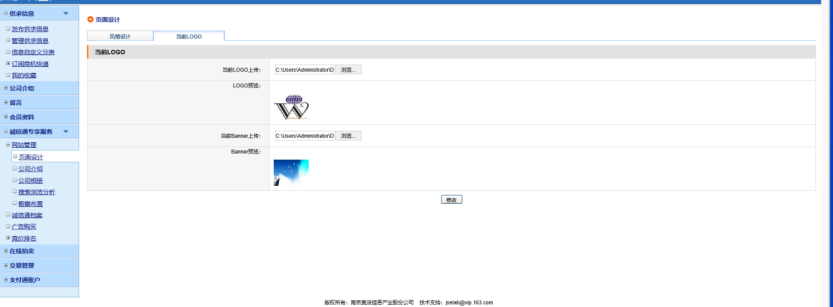 供求信息
发布供求信息
管理供求信息
信息自定义分类
订阅商机快递
我的收藏
公司介绍
留言
会员资料
诚信通专享服务
网站管理
页面设计
公司介绍
公司相册
搜索浏览分析
橱窗布置
诚信通档案
广告购买
竞价排名
在线拍卖
交易管理
支付通账户
页面设计
风格设计 当前LOGO
当前LOGO
当前LOGO上传: C:\Users\Administrator\D 浏览...
LOGO预览:
W
当前Banner上传: C:\Users\Administrator\D 浏览...
Banner预览:
修改
版权所有: 南京奥派信息产业股份公司 技术支持: jselab@vip.163.com